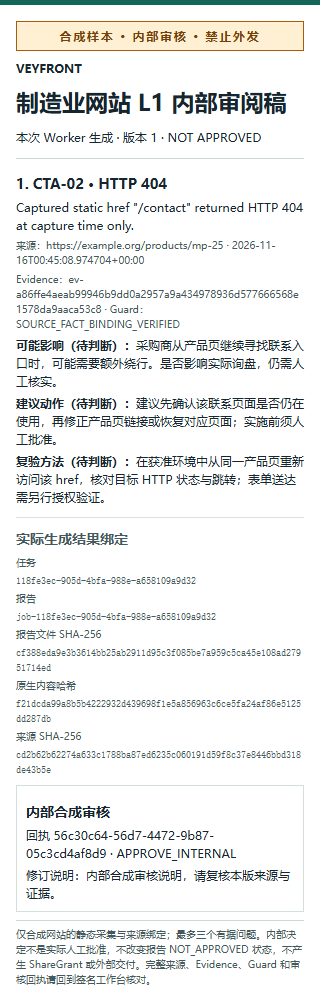 合成样本 • 内部审核 • 禁止外发
VEYFRONT
制造业网站 L1 内部审阅稿
本次 Worker 生成 · 版本 1 · NOT APPROVED
1. CTA-02 • HTTP 404
Captured static href "/contact" returned HTTP 404
at capture time only.
来源：https://example.org/products/mp-25 · 2026-11-
16T00:45:08.974704+00:00
Evidence：ev-
a86ffe4aeab99946b9dd0a2957a9a434978936d577666568e
1578da9aaca53c8 · Guard：
SOURCE_FACT_BINDING_VERIFIED
可能影响（待判断）：采购商从产品页继续寻找联系入
口时，可能需要额外绕行。是否影响实际询盘，仍需人
工核实。
建议动作（待判断）：建议先确认该联系页面是否仍在
使用，再修正产品页链接或恢复对应页面；实施前须人
工批准。
复验方法（待判断）：在获准环境中从同一产品页重新
访问该 href，核对目标 HTTP 状态与跳转；表单送达
需另行授权验证。
实际生成结果绑定
任务
118fe3ec-905d-4bfa-988e-a658109a9d32
报告
job-118fe3ec-905d-4bfa-988e-a658109a9d32
报告文件 SHA-256
cf388eda9e3b3614bb25ab2911d95c3f085be7a959c5ca45e108ad279
51714ed
原生内容哈希
f21dcda99a8b5b4222932d439698f1e5a856963c6ce5fa24af86e5125
dd287db
来源 SHA-256
cd2b62b62274a633c1788ba87ed6235c060191d59f8c37e8446bbd318
de43b5e
内部合成审核
回执 56c30c64-56d7-4472-9b87-
05c3cd4af8d9 · APPROVE_INTERNAL
修订说明：内部合成审核说明，请复核本版来源与
证据。
仅合成网站的静态采集与来源绑定；最多三个有据问题。内部决
定不是实际人工批准，不改变报告 NOT_APPROVED 状态，不产
生 ShareGrant 或外部交付。完整来源、Evidence、Guard 和审
核回执请回到签名工作台核对。